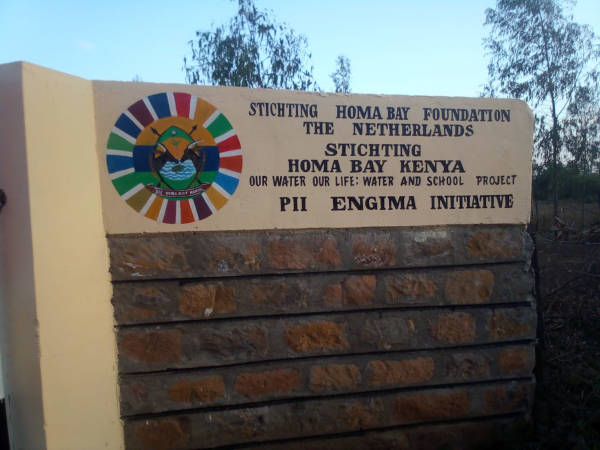 STICHTING HOMA BAY FOUNDATION
THE NETHERLANDS
STICHTING
HOMA BAY KENYA
OUR WATER OUR LIFE: WATER AND SCHOOL PROJECT
PII ENGIMA INITIATIVE